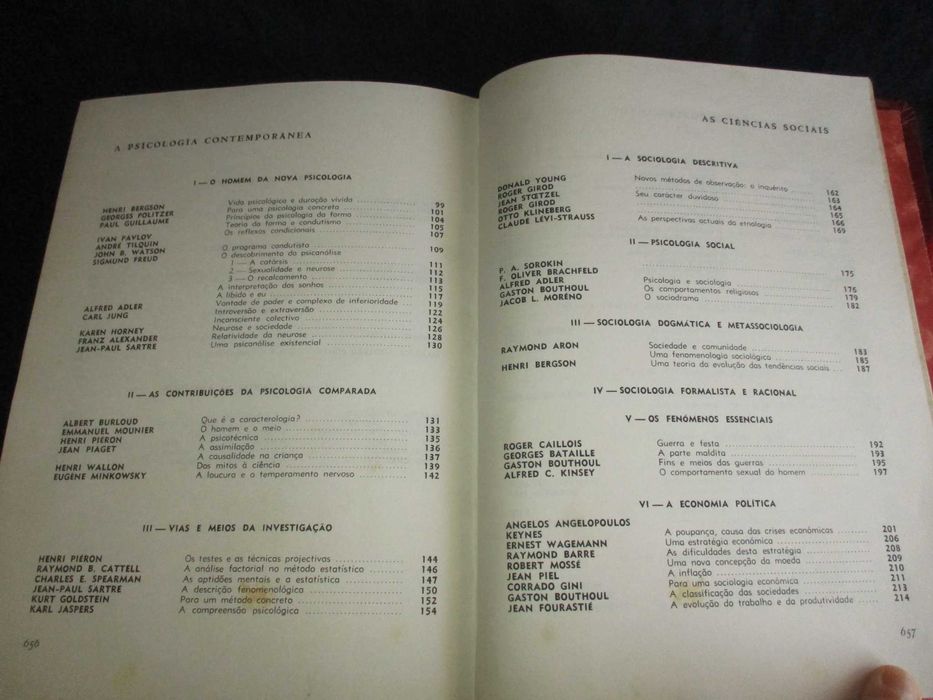 A PSICOLOGIA CONTEMPORÂNEA
I — O HOMEM DA NOVA PSICOLOGIA
HENRI BERGSON Vida psicológica e duração vivida 99
GEORGES POLITZER Para uma psicologia concreta 101
PAUL GUILLAUME Princípios da psicologia da forma 104
Teoria da forma e condutismo 105
IVAN PAVLOV Os reflexos condicionais 107
ANDRÉ TILQUIN
JOHN B. WATSON O programa condutista 109
SIGMUND FREUD O descobrimento da psicanálise
1 — A catársis 111
2 — Sexualidade e neurose 112
3 — O recalcamento 113
A interpretação dos sonhos 115
A libido e eu 117
ALFRED ADLER Vontade de poder e complexo de inferioridade 119
CARL JUNG Introversão e extraversão 122
Inconsciente colectivo 124
KAREN HORNEY Neurose e sociedade 126
FRANZ ALEXANDER Relatividade da neurose 128
JEAN-PAUL SARTRE Uma psicanálise existencial 130
II — AS CONTRIBUIÇÕES DA PSICOLOGIA COMPARADA
ALBERT BURLOUD Que é a caracterologia? 131
EMMANUEL MOUNIER O homem e o meio 133
HENRI PIÉRON A psicotécnica 135
JEAN PIAGET A assimilação 136
A causalidade na criança 137
HENRI WALLON Dos mitos à ciência 139
EUGENE MINKOWSKY A loucura e o temperamento nervoso 142
III — VIAS E MEIOS DA INVESTIGAÇÃO
HENRI PIÉRON Os testes e as técnicas projectivas 144
RAYMOND B. CATTELL A análise factorial no método estatístico 146
CHARLES E. SPEARMAN As aptidões mentais e a estatística 147
JEAN-PAUL SARTRE A descrição fenomenológica 150
KURT GOLDSTEIN Para um método concreto 152
KARL JASPERS A compreensão psicológica 154
656
AS CIÊNCIAS SOCIAIS
I — A SOCIOLOGIA DESCRITIVA
DONALD YOUNG Novos métodos de observação: o inquérito 162
ROGER GIROD Seu carácter duvidoso 163
JEAN STŒTZEL 164
ROGER GIROD 165
OTTO KLINEBERG As perspectivas actuais da etnologia 166
CLAUDE LÉVI-STRAUSS 169
II — PSICOLOGIA SOCIAL
P. A. SOROKIN
F. OLIVER BRACHFELD 175
ALFRED ADLER Psicologia e sociologia 176
GASTON BOUTHOUL Os comportamentos religiosos 179
JACOB L. MORENO O sociodrama 182
III — SOCIOLOGIA DOGMÁTICA E METASSOCIOLOGIA
RAYMOND ARON Sociedade e comunidade 183
Uma fenomenologia sociológica 185
HENRI BERGSON Uma teoria da evolução das tendências sociais 187
IV — SOCIOLOGIA FORMALISTA E RACIONAL
V — OS FENÓMENOS ESSENCIAIS
ROGER CAILLOIS Guerra e festa 192
GEORGES BATAILLE A parte maldita 193
GASTON BOUTHOUL Fins e meios das guerras 195
ALFRED C. KINSEY O comportamento sexual do homem 197
VI — A ECONOMIA POLÍTICA
ANGELOS ANGELOPOULOS
KEYNES A poupança, causa das crises económicas 201
ERNEST WAGEMANN Uma estratégia económica 206
RAYMOND BARRE As dificuldades desta estratégia 208
ROBERT MOSSÉ Uma nova concepção da moeda 209
JEAN PIEL A inflação 210
CORRADO GINI Para uma sociologia económica 211
GASTON BOUTHOUL A classificação das sociedades 213
JEAN FOURASTIÉ A evolução do trabalho e da produtividade 214
657